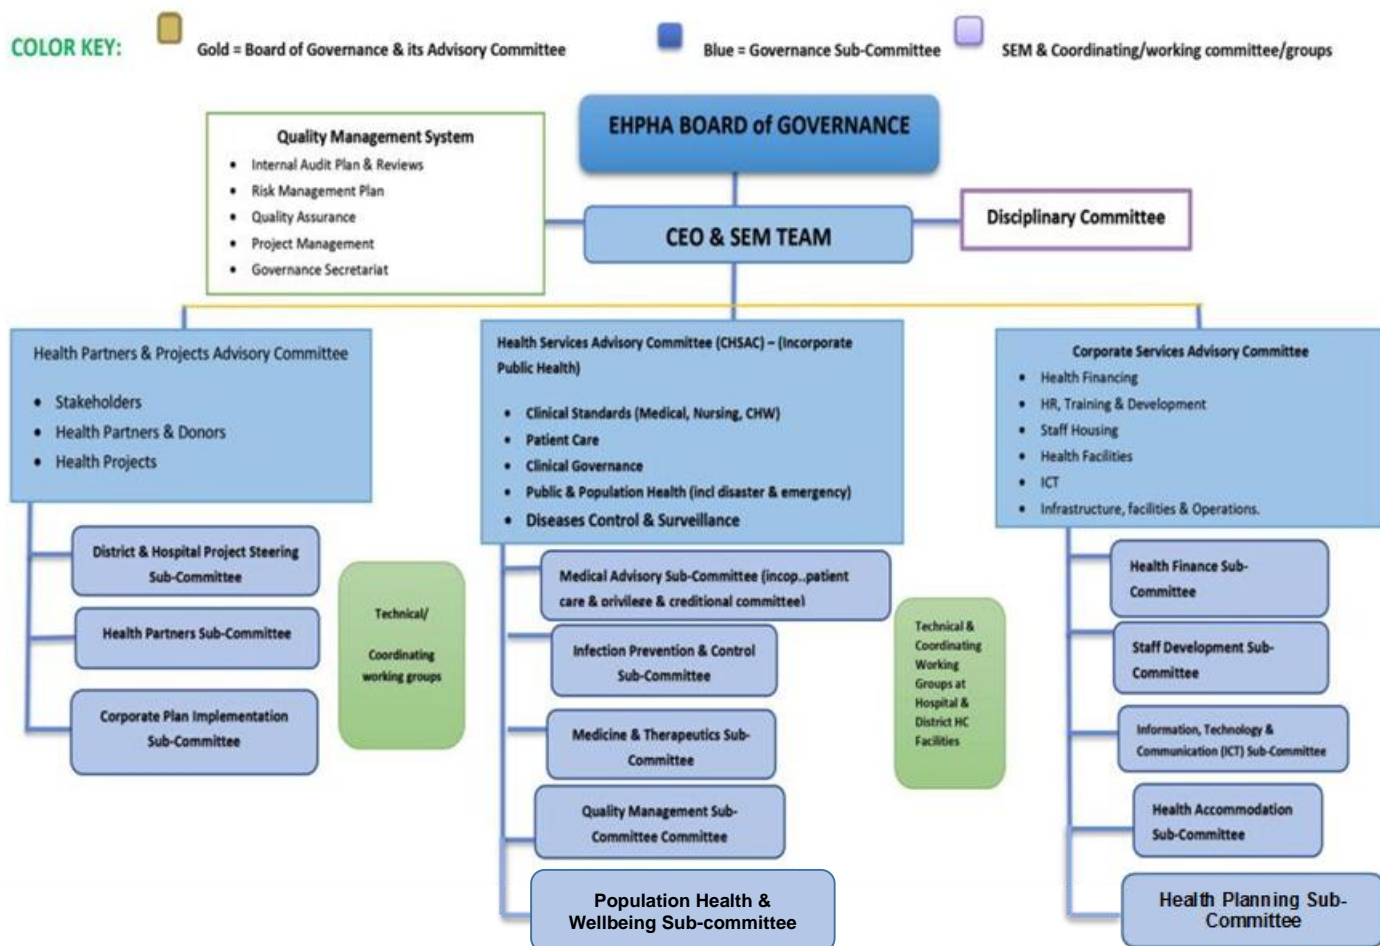 COLOR KEY:
Gold = Board of Governance & its Advisory Committee
Blue = Governance Sub-Committee
SEM & Coordinating/working committee/groups
EHPHA BOARD of GOVERNANCE
Quality Management System
• Internal Audit Plan & Reviews
• Risk Management Plan
• Quality Assurance
• Project Management
• Governance Secretariat
CEO & SEM TEAM
Disciplinary Committee
Health Partners & Projects Advisory Committee
• Stakeholders
• Health Partners & Donors
• Health Projects
Health Services Advisory Committee (CHSAC) – (Incorporate
Public Health)
• Clinical Standards (Medical, Nursing, CHW)
• Patient Care
• Clinical Governance
• Public & Population Health (incl disaster & emergency)
• Diseases Control & Surveillance
Corporate Services Advisory Committee
• Health Financing
• HR, Training & Development
• Staff Housing
• Health Facilities
• ICT
• Infrastructure, facilities & Operations.
District & Hospital Project Steering
Sub-Committee
Health Partners Sub-Committee
Corporate Plan Implementation
Sub-Committee
Technical/
Coordinating
working groups
Medical Advisory Sub-Committee (incop..patient
care & privilege & creditional committee)
Infection Prevention & Control
Sub-Committee
Medicine & Therapeutics Sub-
Committee
Quality Management Sub-
Committee Committee
Population Health &
Wellbeing Sub-committee
Technical &
Coordinating
Working
Groups at
Hospital &
District HC
Facilities
Health Finance Sub-
Committee
Staff Development Sub-
Committee
Information, Technology &
Communication (ICT) Sub-Committee
Health Accommodation
Sub-Committee
Health Planning Sub-
Committee